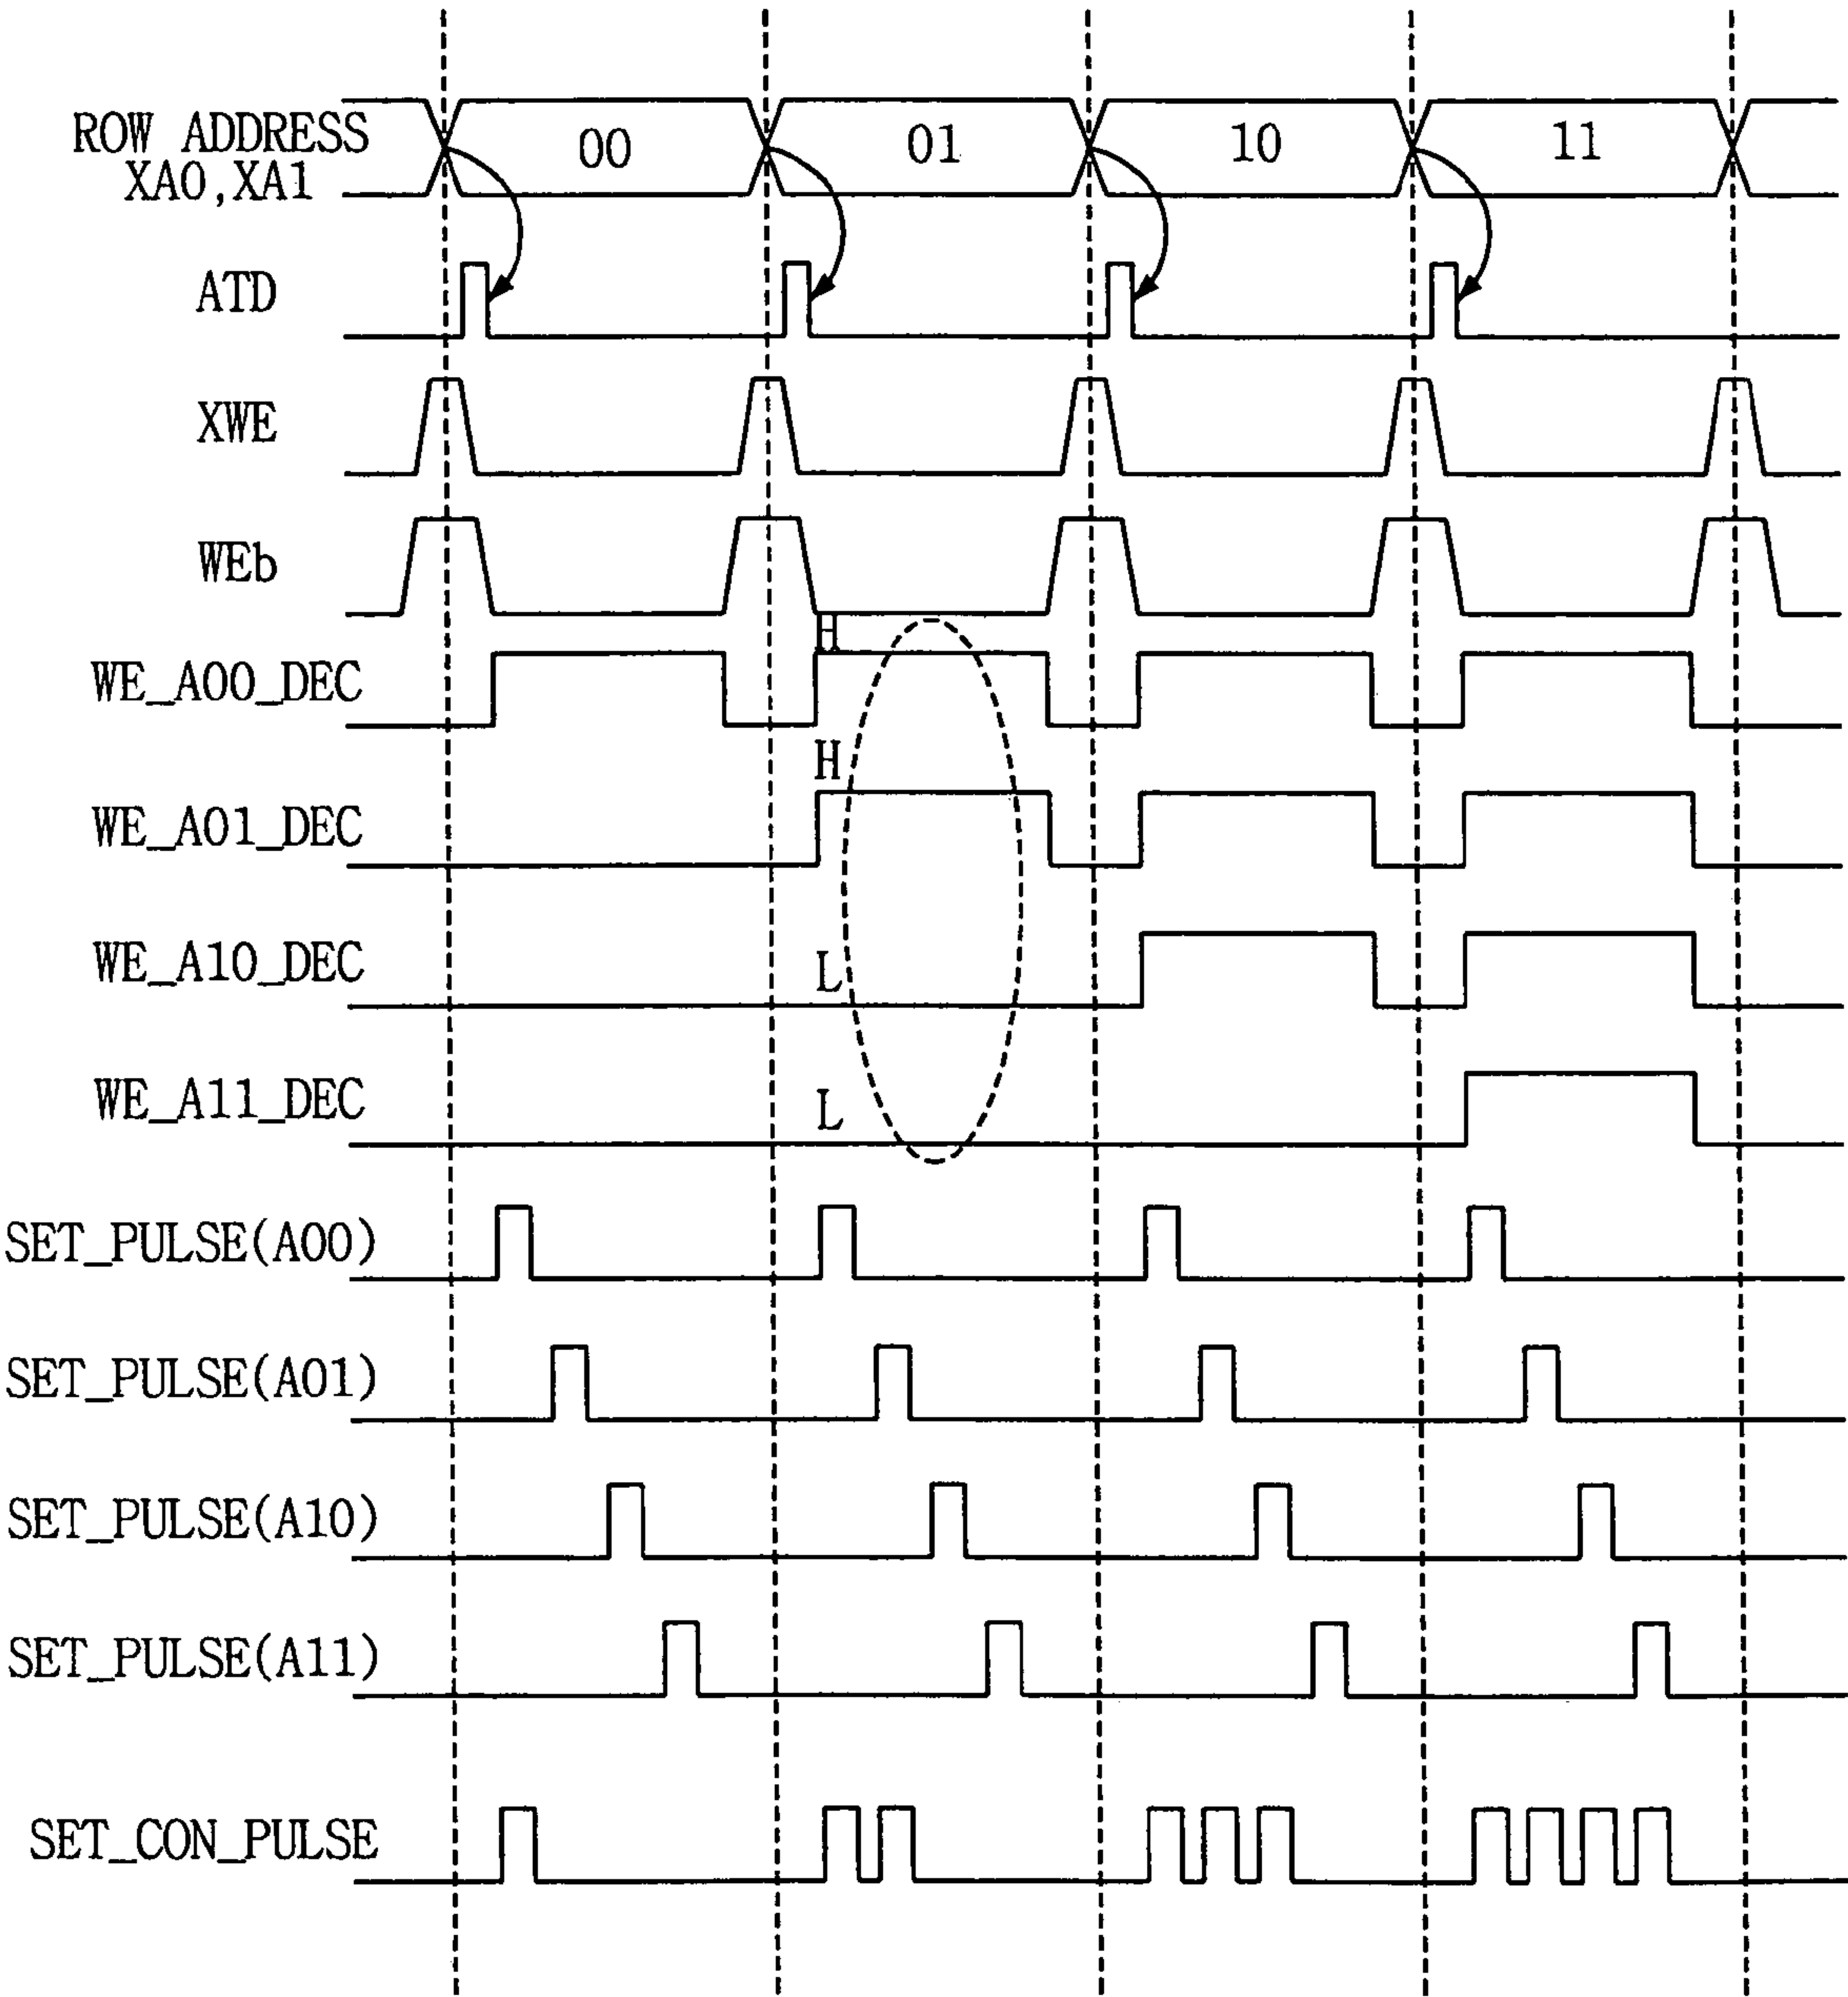 ROW ADDRESS
XA0,XA1
00
01
10
11
ATD
XWE
WEb
H
WE_A00_DEC
H
WE_A01_DEC
WE_A10_DEC
L
WE_A11_DEC
L
SET_PULSE(A00)
SET_PULSE(A01)
SET_PULSE(A10)
SET_PULSE(A11)
SET_CON_PULSE